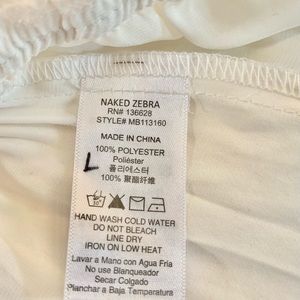 NAKED ZEBRA
RN# 136628
STYLE# MB113160
MADE IN CHINA
100% POLYESTER
Poliéster
폴리에스터
100% 聚酯纤维
L
HAND WASH COLD WATER
DO NOT BLEACH
LINE DRY
IRON ON LOW HEAT
Lavar a Mano con Agua Fria
No use Blanqueador
Secar Colgado
Planchar a Baja Temperatura